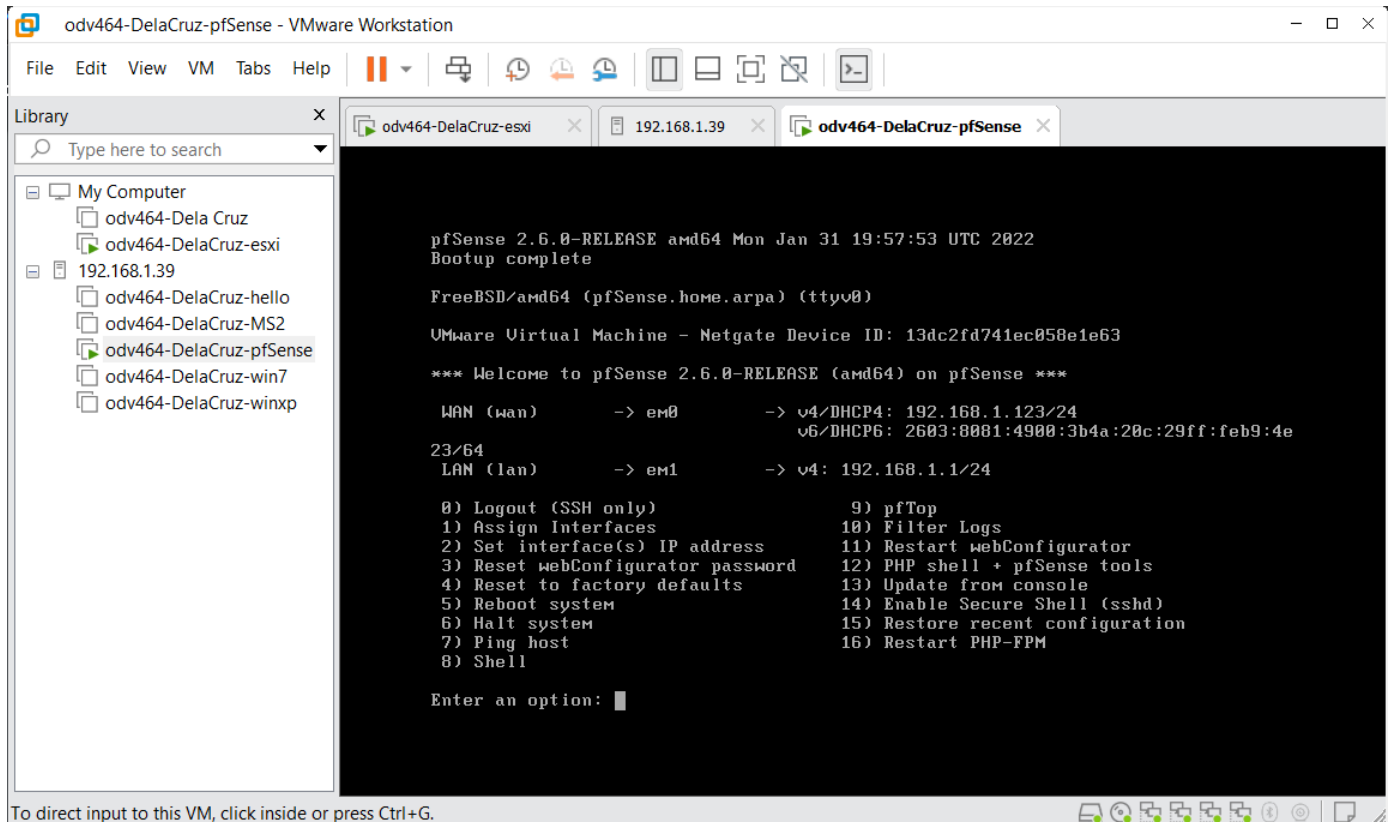 odv464-DelaCruz-pfSense - VMware Workstation
File Edit View VM Tabs Help
Library x
Type here to search
My Computer
odv464-Dela Cruz
odv464-DelaCruz-esxi
192.168.1.39
odv464-DelaCruz-hello
odv464-DelaCruz-MS2
odv464-DelaCruz-pfSense
odv464-DelaCruz-win7
odv464-DelaCruz-winxp
odv464-DelaCruz-esxi 192.168.1.39 odv464-DelaCruz-pfSense
pfSense 2.6.0-RELEASE amd64 Mon Jan 31 19:57:53 UTC 2022
Bootup complete
FreeBSD/amd64 (pfSense.home.arpa) (ttyv0)
VMware Virtual Machine - Netgate Device ID: 13dc2fd741ec058e1e63
*** Welcome to pfSense 2.6.0-RELEASE (amd64) on pfSense ***
WAN (wan) -> em0 -> v4/DHCP4: 192.168.1.123/24
v6/DHCP6: 2603:8081:4900:3b4a:20c:29ff:feb9:4e
23/64
LAN (lan) -> em1 -> v4: 192.168.1.1/24
0) Logout (SSH only) 9) pfTop
1) Assign Interfaces 10) Filter Logs
2) Set interface(s) IP address 11) Restart webConfigurator
3) Reset webConfigurator password 12) PHP shell + pfSense tools
4) Reset to factory defaults 13) Update from console
5) Reboot system 14) Enable Secure Shell (sshd)
6) Halt system 15) Restore recent configuration
7) Ping host 16) Restart PHP-FPM
8) Shell
Enter an option:
To direct input to this VM, click inside or press Ctrl+G.